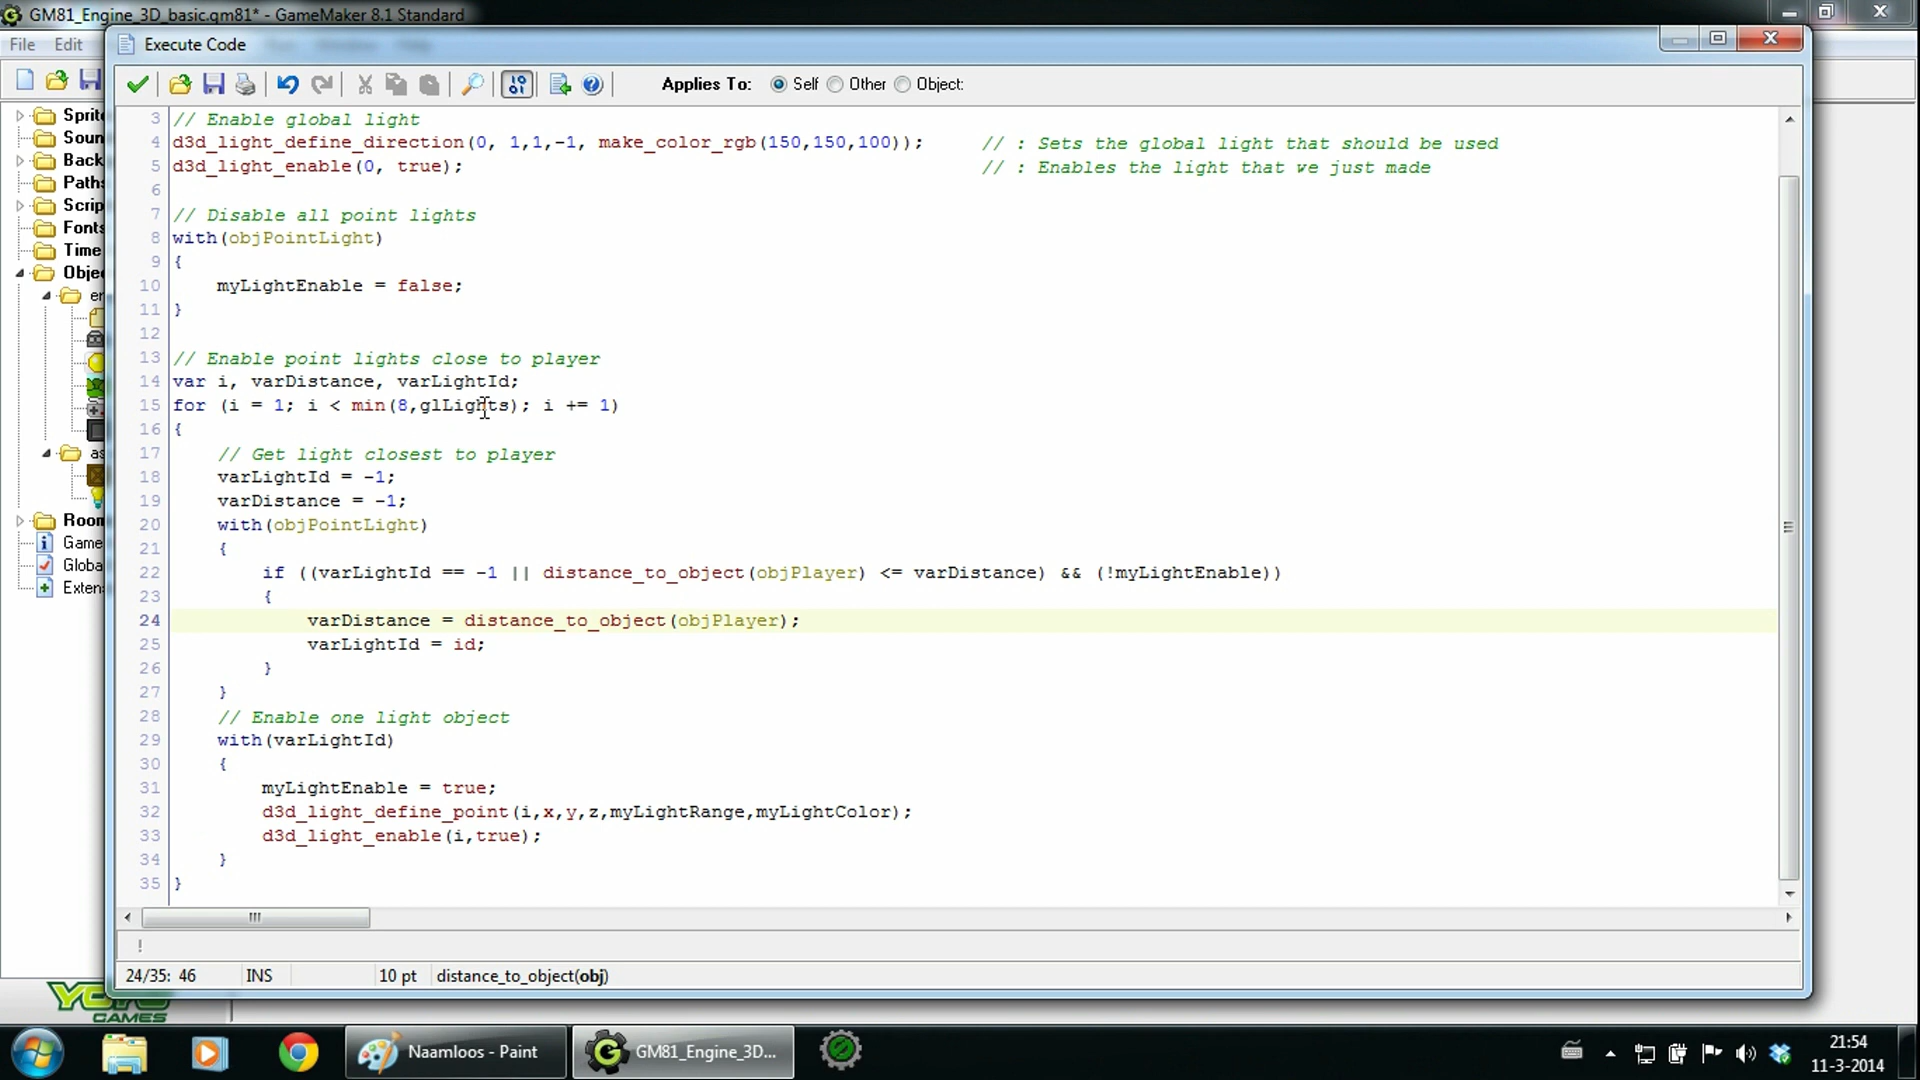 GM81_Engine_3D_basic.gm81* - GameMaker 8.1 Standard
File Edit
Execute Code
Applies To: Self Other Object:
Sprite
Soun
Back
Paths
Scrip
Fonts
Time
Objec
er
as
Room
Game
Globa
Exten
3 // Enable global light
4 d3d_light_define_direction(0, 1,1,-1, make_color_rgb(150,150,100)); // : Sets the global light that should be used
5 d3d_light_enable(0, true); // : Enables the light that we just made
6
7 // Disable all point lights
8 with(objPointLight)
9 {
10 myLightEnable = false;
11 }
12
13 // Enable point lights close to player
14 var i, varDistance, varLightId;
15 for (i = 1; i < min(8,glLights); i += 1)
16 {
17 // Get light closest to player
18 varLightId = -1;
19 varDistance = -1;
20 with(objPointLight)
21 {
22 if ((varLightId == -1 || distance_to_object(objPlayer) <= varDistance) && (!myLightEnable))
23 {
24 varDistance = distance_to_object(objPlayer);
25 varLightId = id;
26 }
27 }
28 // Enable one light object
29 with(varLightId)
30 {
31 myLightEnable = true;
32 d3d_light_define_point(i,x,y,z,myLightRange,myLightColor);
33 d3d_light_enable(i,true);
34 }
35 }
!
24/35: 46 INS 10 pt distance_to_object(obj)
YOYO
GAMES
Naamloos - Paint
GM81_Engine_3D...
21:54
11-3-2014